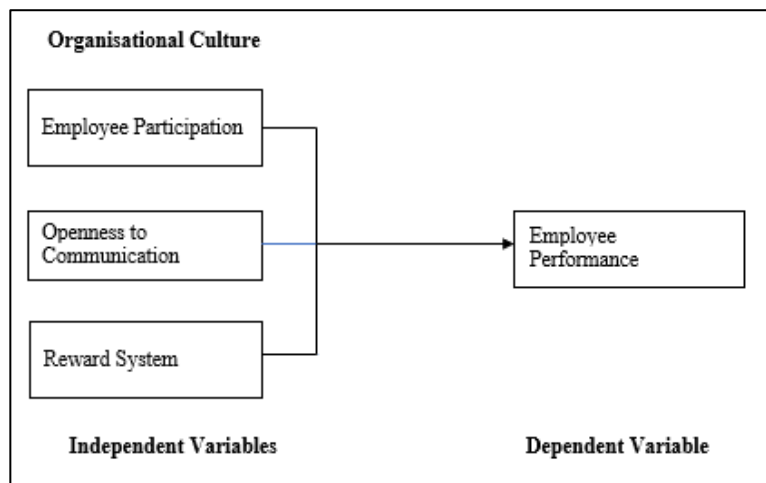 Organisational Culture
Employee Participation
Openness to
Communication
Employee
Performance
Reward System
Independent Variables
Dependent Variable